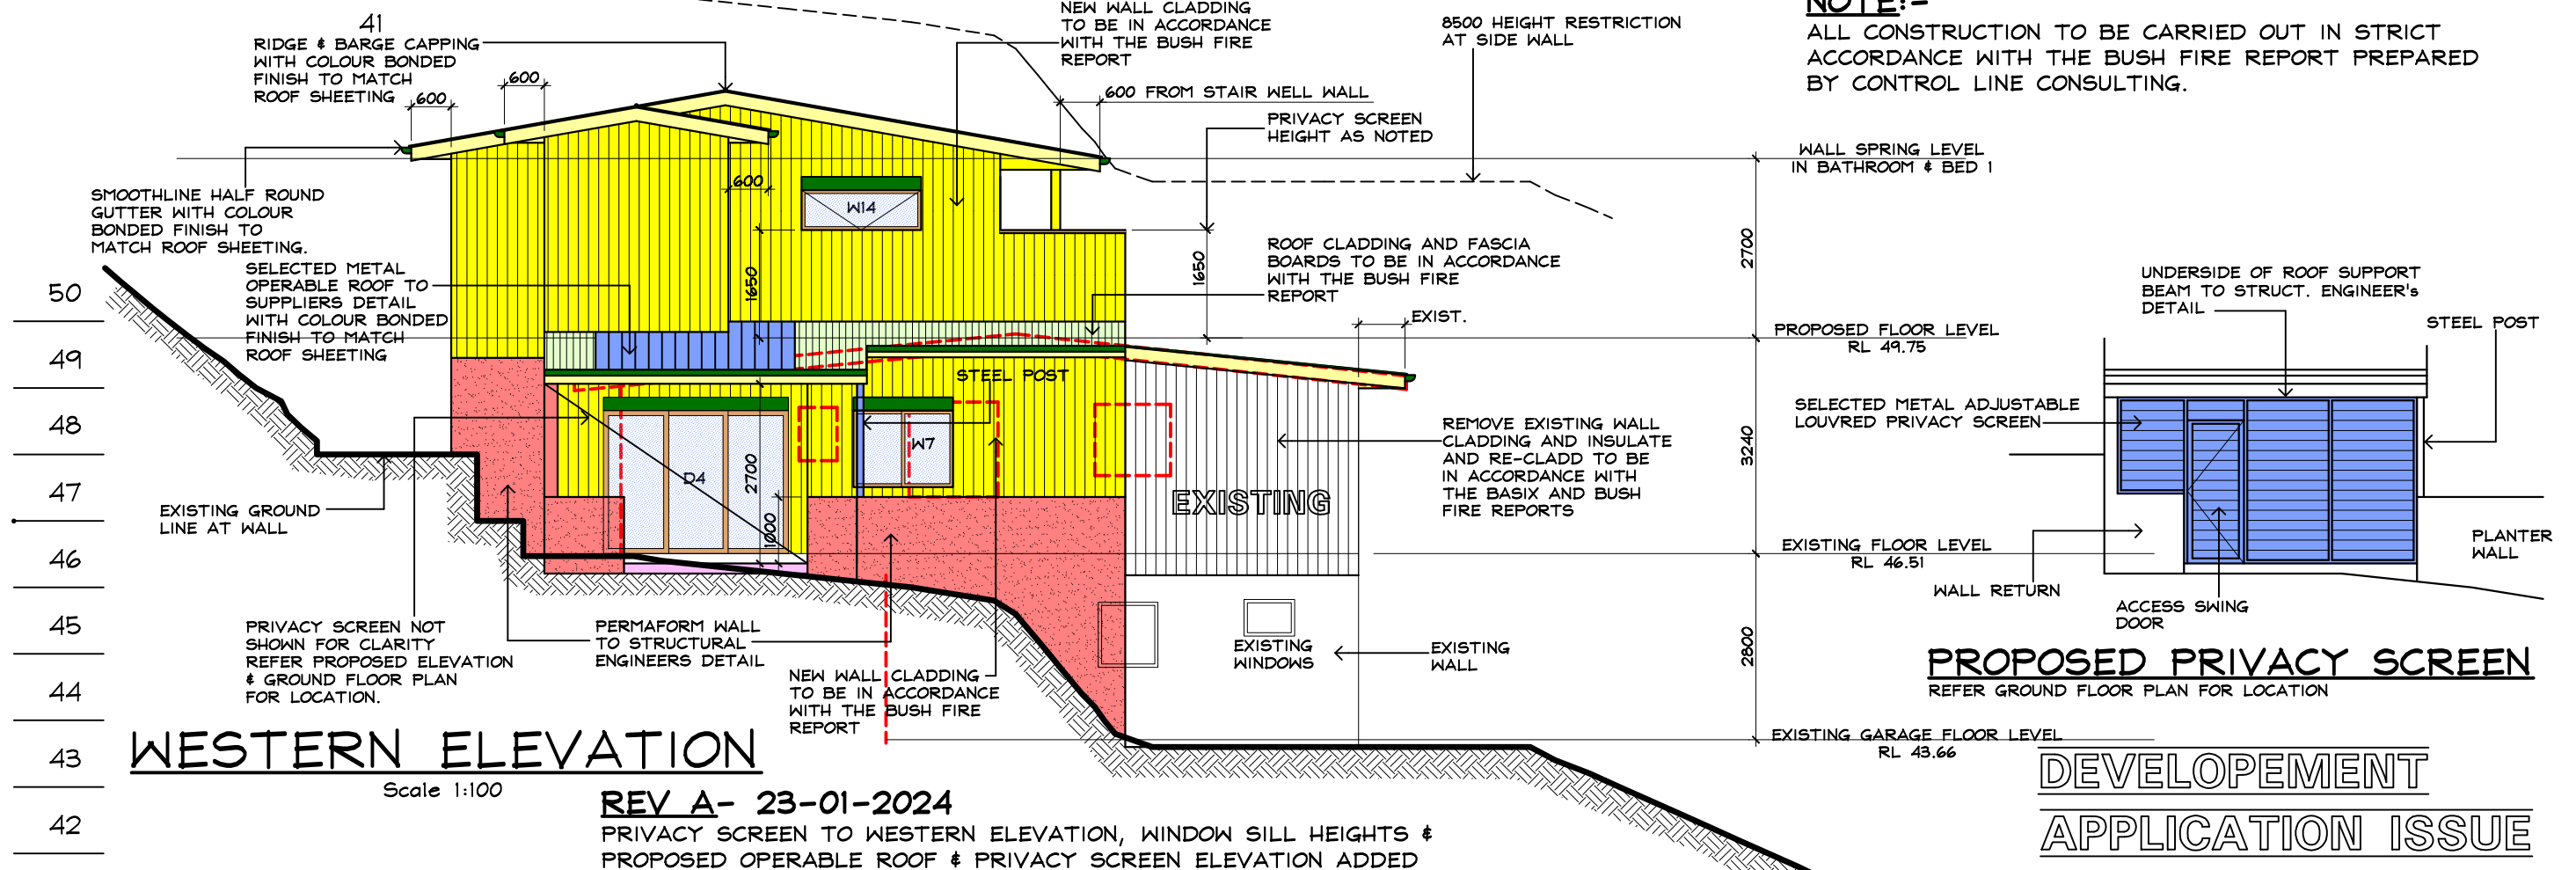 41
RIDGE & BARGE CAPPING
WITH COLOUR BONDED
FINISH TO MATCH
ROOF SHEETING
600
600
NEW WALL CLADDING
TO BE IN ACCORDANCE
WITH THE BUSH FIRE
REPORT
8500 HEIGHT RESTRICTION
AT SIDE WALL
NOTE:-
ALL CONSTRUCTION TO BE CARRIED OUT IN STRICT
ACCORDANCE WITH THE BUSH FIRE REPORT PREPARED
BY CONTROL LINE CONSULTING.
600 FROM STAIR WELL WALL
PRIVACY SCREEN
HEIGHT AS NOTED
WALL SPRING LEVEL
IN BATHROOM & BED 1
SMOOTHLINE HALF ROUND
GUTTER WITH COLOUR
BONDED FINISH TO
MATCH ROOF SHEETING.
600
W14
1650
1650
2700
ROOF CLADDING AND FASCIA
BOARDS TO BE IN ACCORDANCE
WITH THE BUSH FIRE
REPORT
SELECTED METAL
OPERABLE ROOF TO
SUPPLIERS DETAIL
WITH COLOUR BONDED
FINISH TO MATCH
ROOF SHEETING
EXIST.
PROPOSED FLOOR LEVEL
RL 49.75
UNDERSIDE OF ROOF SUPPORT
BEAM TO STRUCT. ENGINEER's
DETAIL
STEEL POST
50
49
48
47
46
45
44
43
42
STEEL POST
W7
D4
2700
1000
3240
SELECTED METAL ADJUSTABLE
LOUVRED PRIVACY SCREEN
REMOVE EXISTING WALL
CLADDING AND INSULATE
AND RE-CLADD TO BE
IN ACCORDANCE WITH
THE BASIX AND BUSH
FIRE REPORTS
EXISTING
EXISTING GROUND
LINE AT WALL
EXISTING FLOOR LEVEL
RL 46.51
PLANTER
WALL
WALL RETURN
ACCESS SWING
DOOR
PRIVACY SCREEN NOT
SHOWN FOR CLARITY
REFER PROPOSED ELEVATION
& GROUND FLOOR PLAN
FOR LOCATION.
PERMAFORM WALL
TO STRUCTURAL
ENGINEERS DETAIL
NEW WALL CLADDING
TO BE IN ACCORDANCE
WITH THE BUSH FIRE
REPORT
EXISTING
WINDOWS
EXISTING
WALL
2800
PROPOSED PRIVACY SCREEN
REFER GROUND FLOOR PLAN FOR LOCATION
EXISTING GARAGE FLOOR LEVEL
RL 43.66
WESTERN ELEVATION
Scale 1:100
DEVELOPEMENT
APPLICATION ISSUE
REV A- 23-01-2024
PRIVACY SCREEN TO WESTERN ELEVATION, WINDOW SILL HEIGHTS &
PROPOSED OPERABLE ROOF & PRIVACY SCREEN ELEVATION ADDED